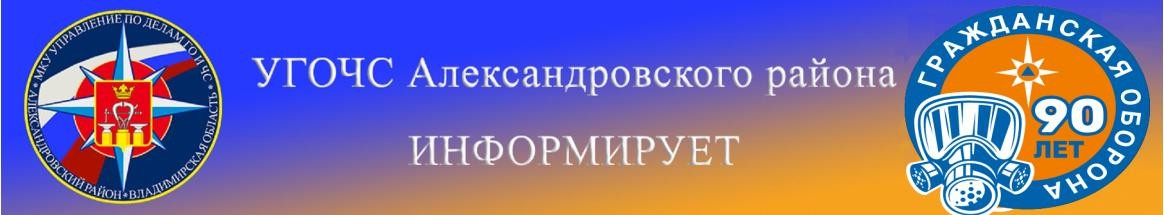 МКУ УПРАВЛЕНИЕ ПО ДЕЛАМ ГО И ЧС
АЛЕКСАНДРОВСКИЙ РАЙОН * ВЛАДИМИРСКАЯ ОБЛАСТЬ
УГОЧС Александровского района
ИНФОРМИРУЕТ
ГРАЖДАНСКАЯ ОБОРОНА
90
ЛЕТ